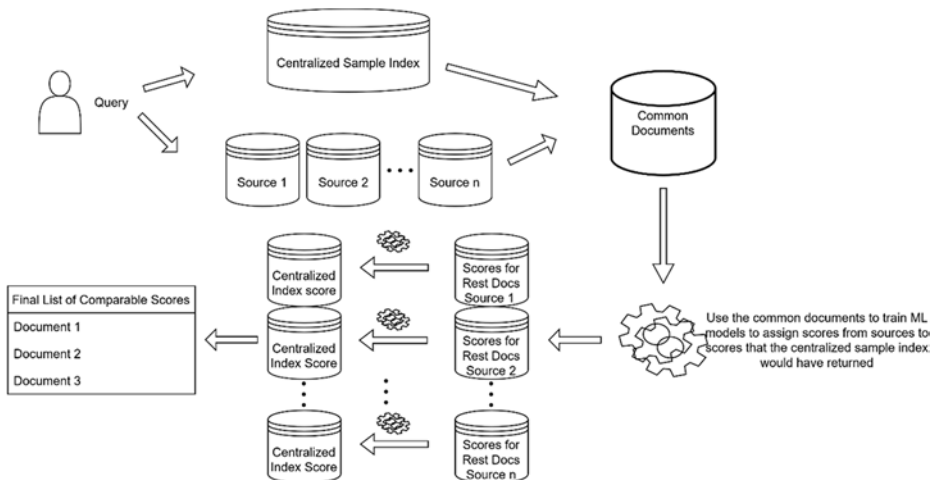 Query
Centralized Sample Index
Source 1
Source 2
Source n
Common
Documents
Use the common documents to train ML
models to assign scores from sources to
scores that the centralized sample index
would have returned
Scores for
Rest Docs
Source 1
Scores for
Rest Docs
Source 2
Scores for
Rest Docs
Source n
Centralized
Index score
Centralized
Index Score
Centralized
Index Score
Final List of Comparable Scores
Document 1
Document 2
Document 3